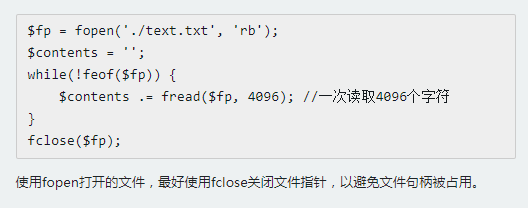 $fp = fopen('./text.txt', 'rb');
$contents = '';
while(!feof($fp)) {
    $contents .= fread($fp, 4096); //一次读取4096个字符
}
fclose($fp);
使用fopen打开的文件，最好使用fclose关闭文件指针，以避免文件句柄被占用。